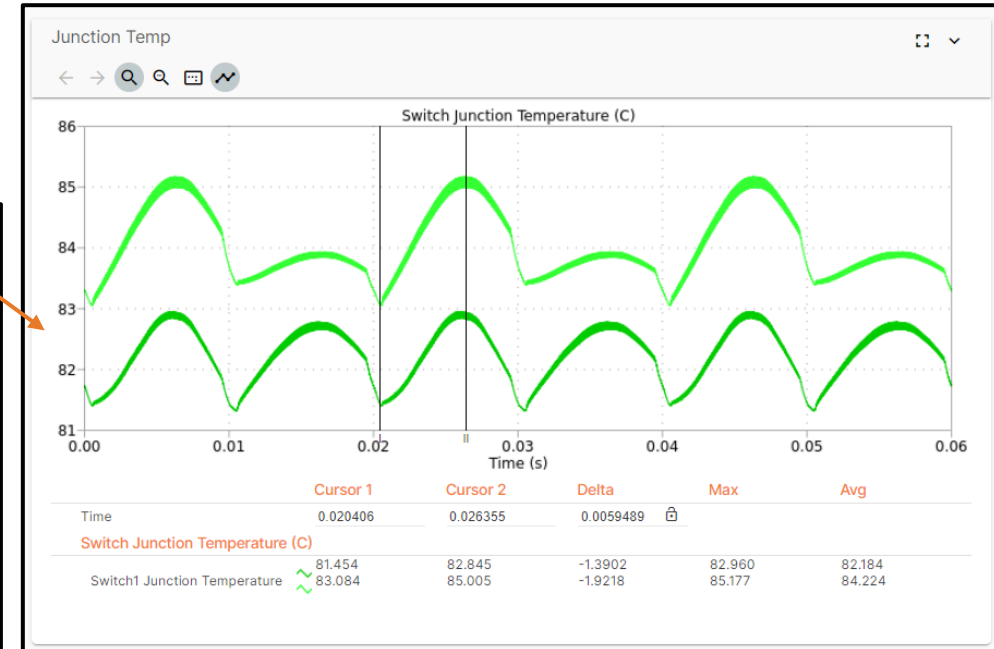 Junction Temp
Switch Junction Temperature (C)
86
85
84
83
82
81
0.00 0.01 0.02 0.03 0.04 0.05 0.06
I II
Time (s)
Cursor 1 Cursor 2 Delta Max Avg
Time 0.020406 0.026355 0.0059489
Switch Junction Temperature (C)
81.454 82.845 -1.3902 82.960 82.184
Switch1 Junction Temperature 83.084 85.005 -1.9218 85.177 84.224